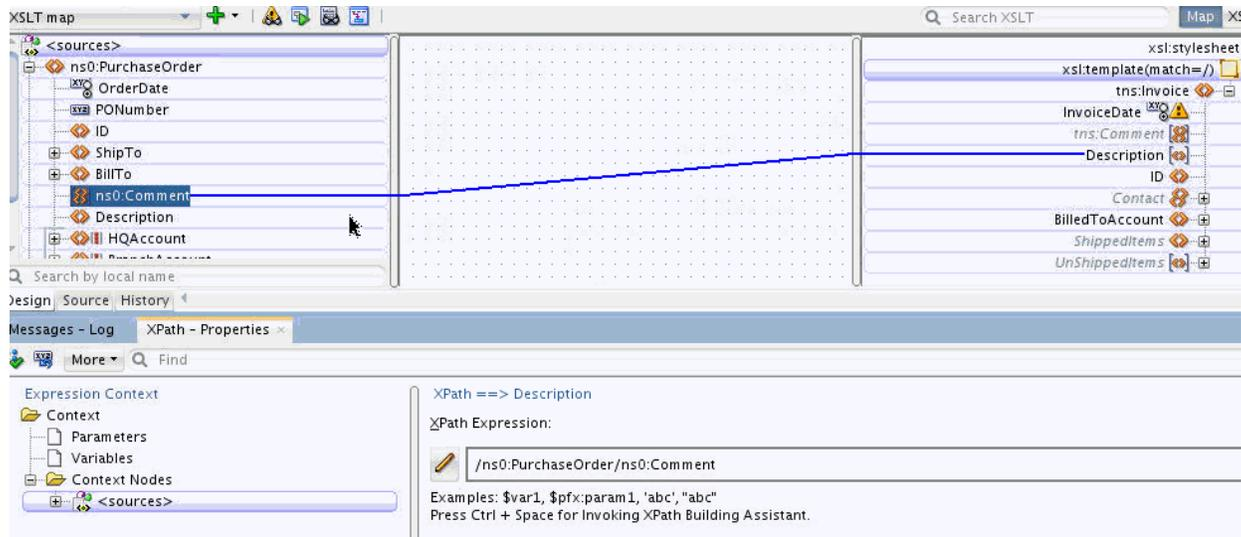 XSLT map
Search XSLT
Map
<sources>
ns0:PurchaseOrder
OrderDate
PONumber
ID
ShipTo
BillTo
ns0:Comment
Description
HQAccount
Search by local name
xsl:stylesheet
xsl:template(match=/)
tns:Invoice
InvoiceDate
tns:Comment
Description
ID
Contact
BilledToAccount
ShippedItems
UnShippedItems
Design Source History
Messages - Log XPath - Properties
More Find
Expression Context
Context
Parameters
Variables
Context Nodes
<sources>
XPath ==> Description
XPath Expression:
/ns0:PurchaseOrder/ns0:Comment
Examples: $var1, $pfx:param1, 'abc', "abc"
Press Ctrl + Space for Invoking XPath Building Assistant.